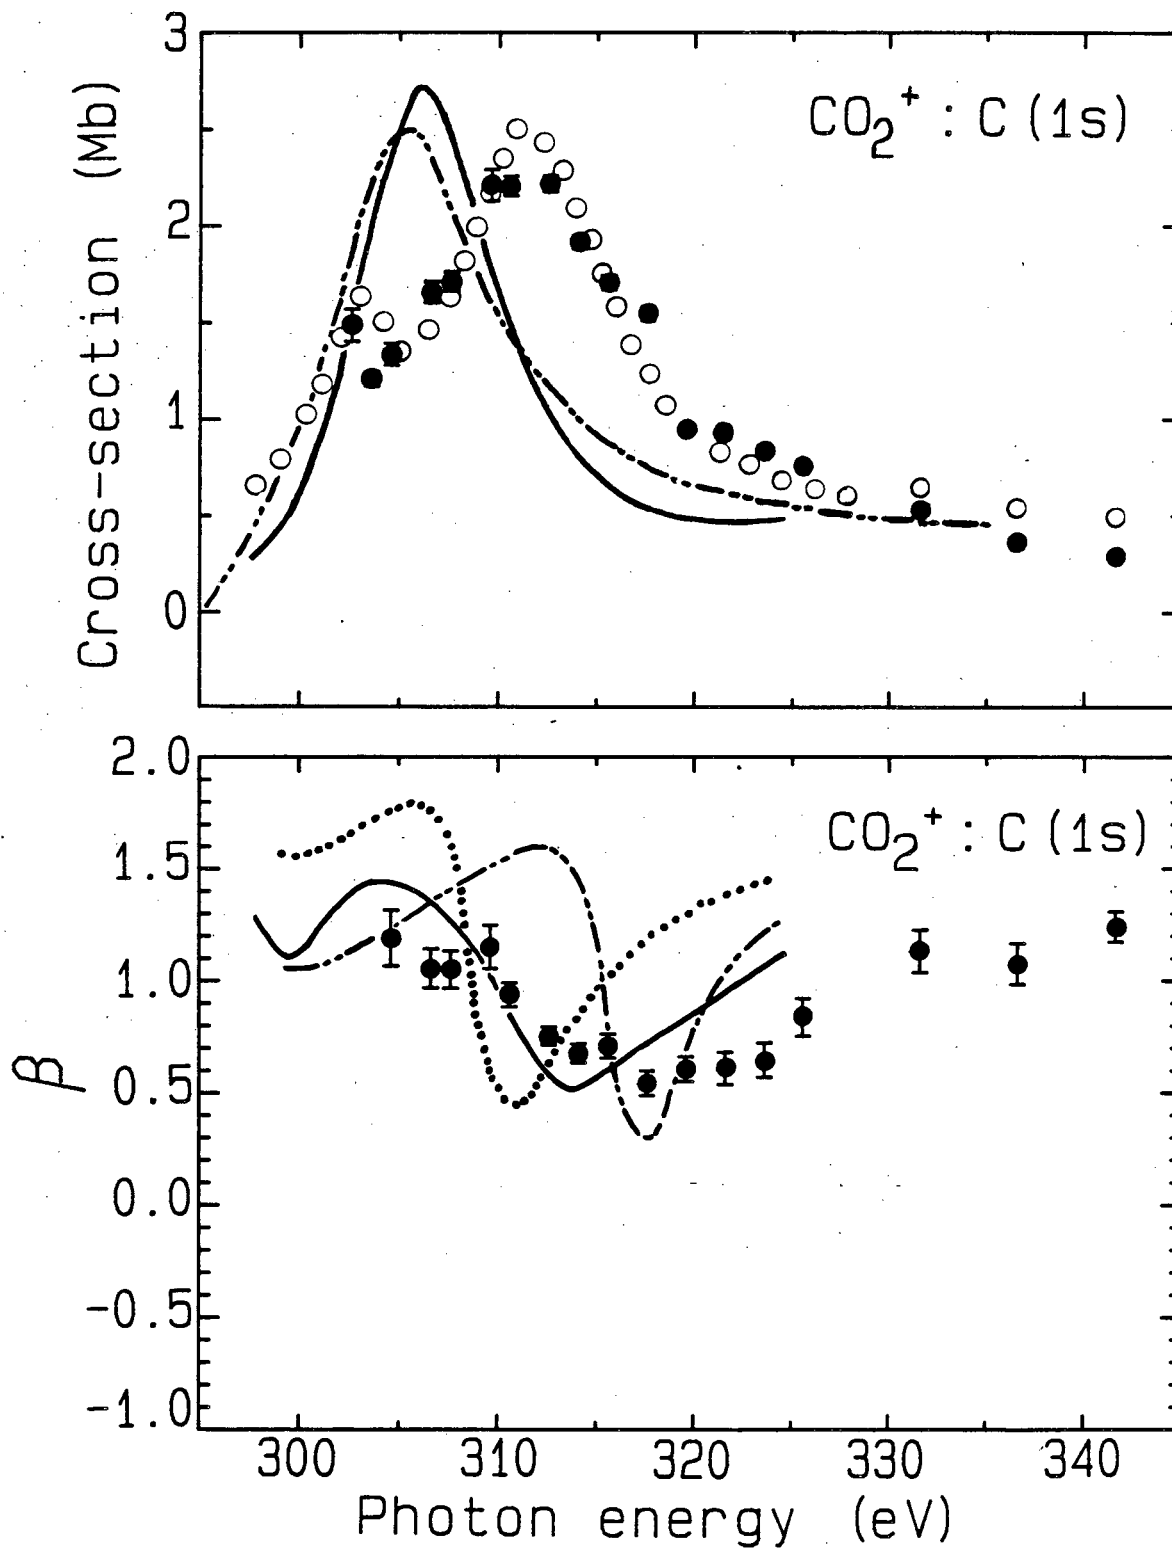 3
CO₂⁺ : C (1s)
2
1
0
Cross-section (Mb)
2.0
CO₂⁺ : C (1s)
1.5
1.0
0.5
0.0
-0.5
-1.0
β
300 310 320 330 340
Photon energy (eV)